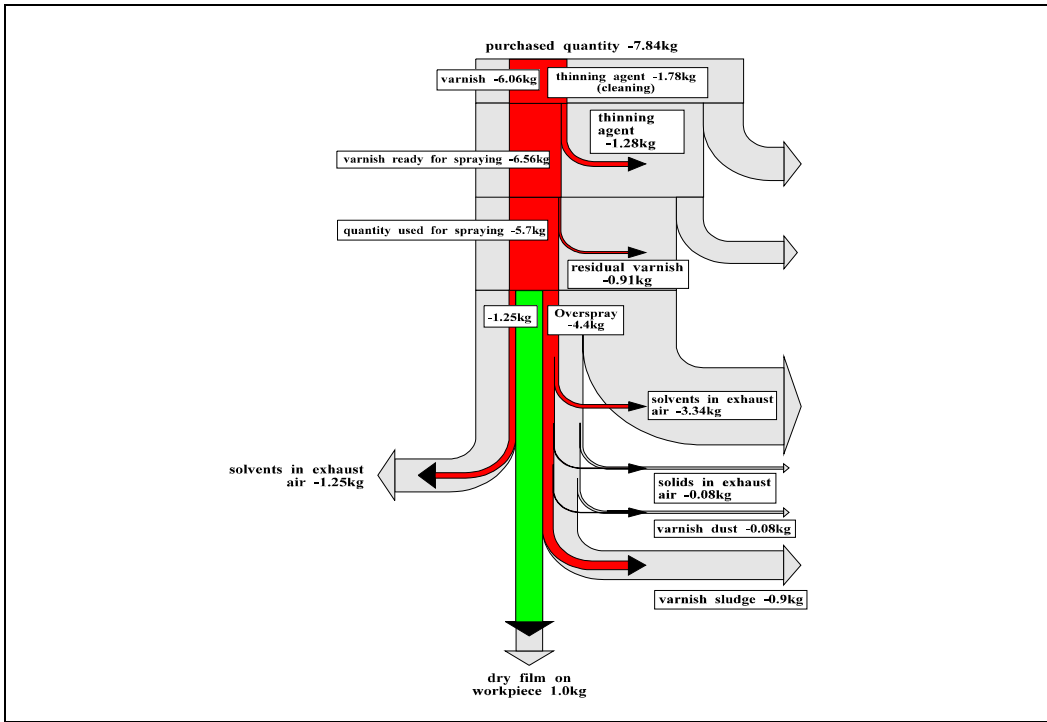 purchased quantity -7.84kg
varnish -6.06kg
thinning agent -1.78kg
(cleaning)
thinning
agent
-1.28kg
varnish ready for spraying -6.56kg
quantity used for spraying -5.7kg
residual varnish
-0.91kg
-1.25kg
Overspray
-4.4kg
solvents in exhaust
air -3.34kg
solvents in exhaust
air -1.25kg
solids in exhaust
air -0.08kg
varnish dust -0.08kg
varnish sludge -0.9kg
dry film on
workpiece 1.0kg